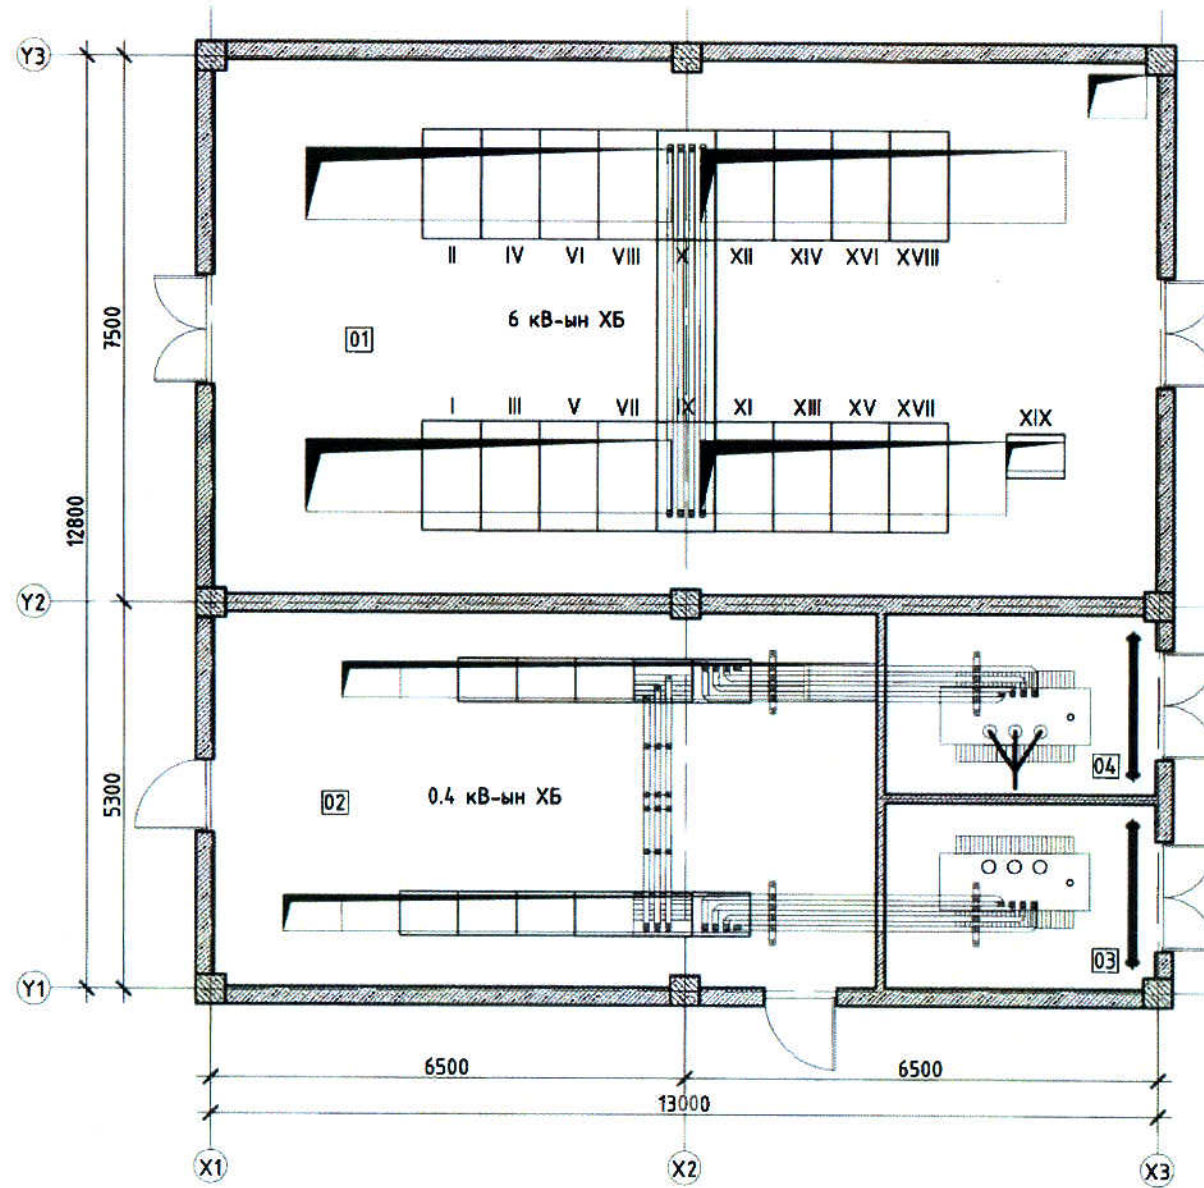 Y3
II IV VI VIII X XII XIV XVI XVIII
6 кВ-ын ХБ
01
7500
I III V VII IX XI XIII XV XVII XIX
12800
Y2
04
02
0.4 кВ-ын ХБ
5300
03
Y1
6500
6500
13000
X1 X2 X3